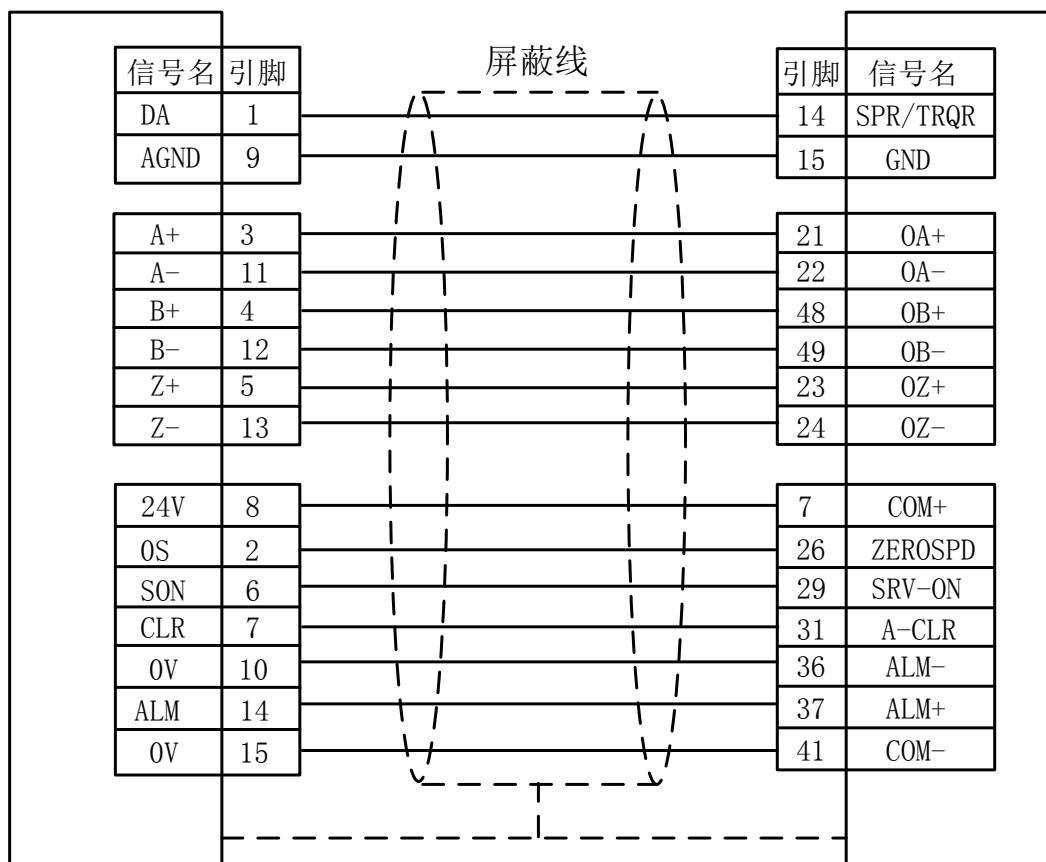 屏蔽线
信号名 引脚 引脚 信号名
DA 1 14 SPR/TRQR
AGND 9 15 GND
A+ 3 21 OA+
A- 11 22 OA-
B+ 4 48 OB+
B- 12 49 OB-
Z+ 5 23 OZ+
Z- 13 24 OZ-
24V 8 7 COM+
OS 2 26 ZEROSPD
SON 6 29 SRV-ON
CLR 7 31 A-CLR
0V 10 36 ALM-
ALM 14 37 ALM+
0V 15 41 COM-